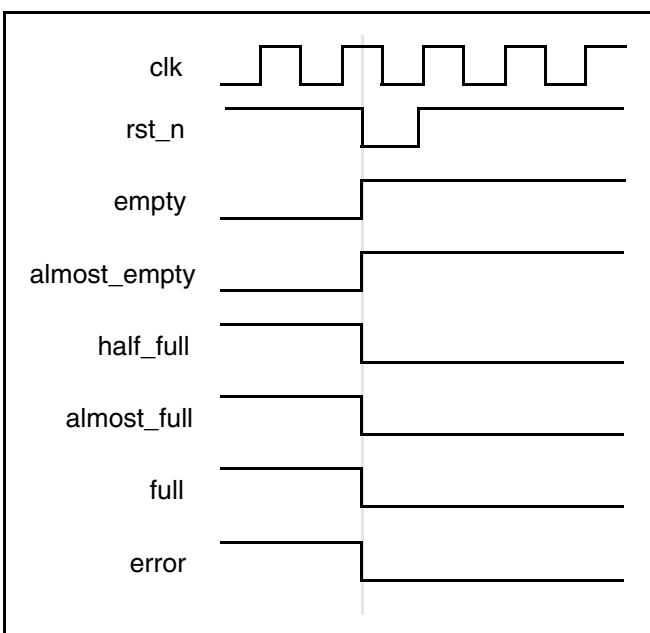 clk
rst_n
empty
almost_empty
half_full
almost_full
full
error